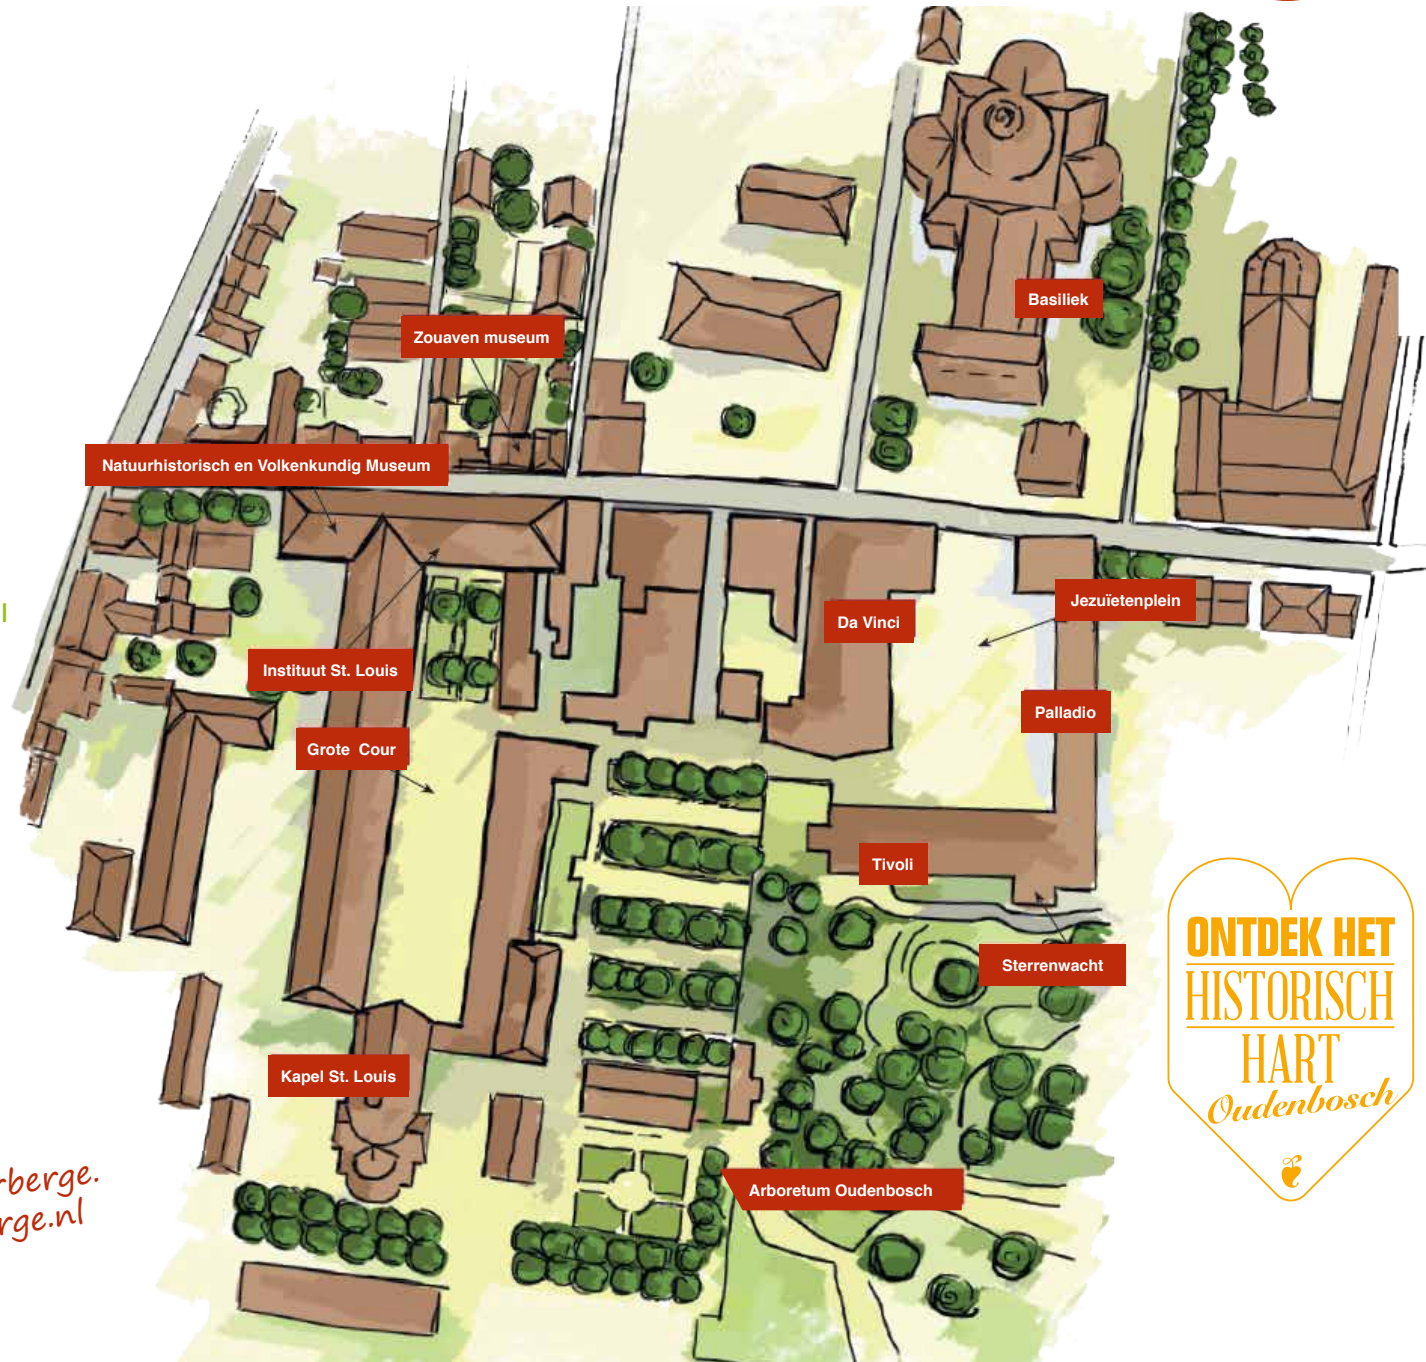 Basiliek
Zouaven museum
Natuurhistorisch en Volkenkundig Museum
Jezuïetenplein
Da Vinci
Instituut St. Louis
Palladio
Grote Cour
Tivoli
Sterrenwacht
ONTDEK HET
HISTORISCH
HART
Oudenbosch
Kapel St. Louis
Arboretum Oudenbosch
rberge.
rge.nl